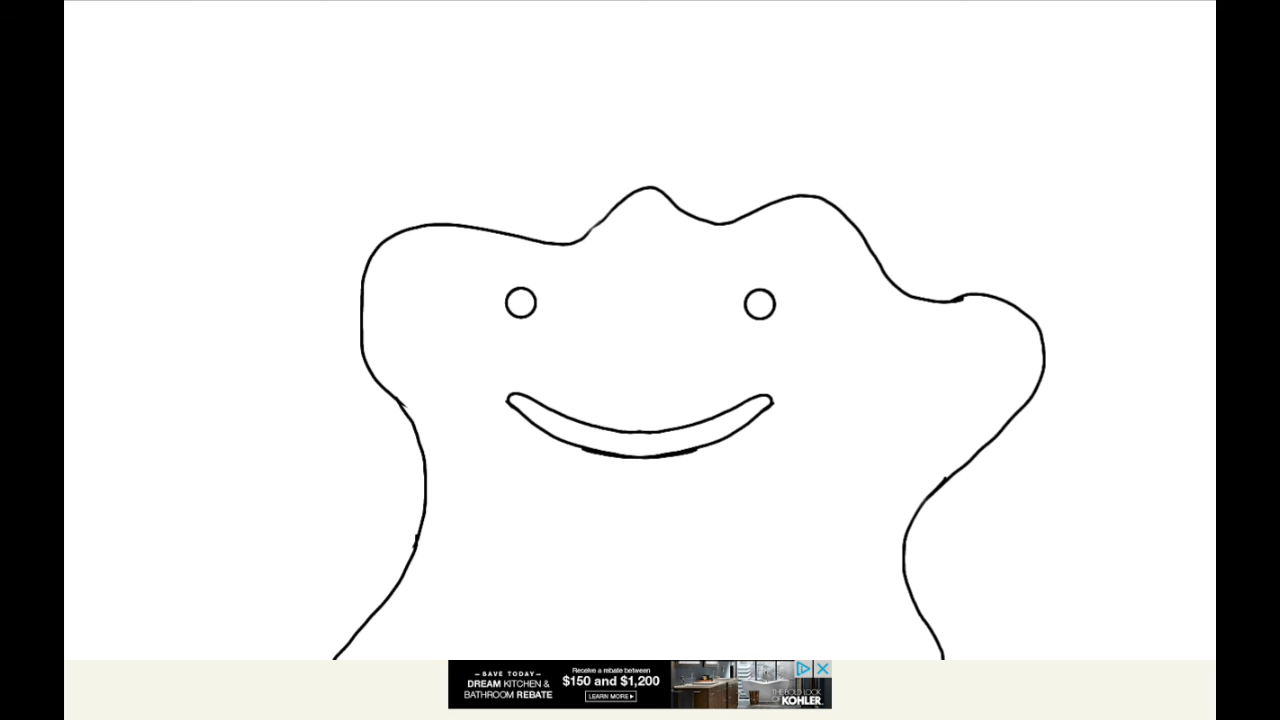 — SAVE TODAY —
DREAM KITCHEN &
BATHROOM REBATE
Receive a rebate between
$150 and $1,200
LEARN MORE
THE BOLD LOOK
OF KOHLER.